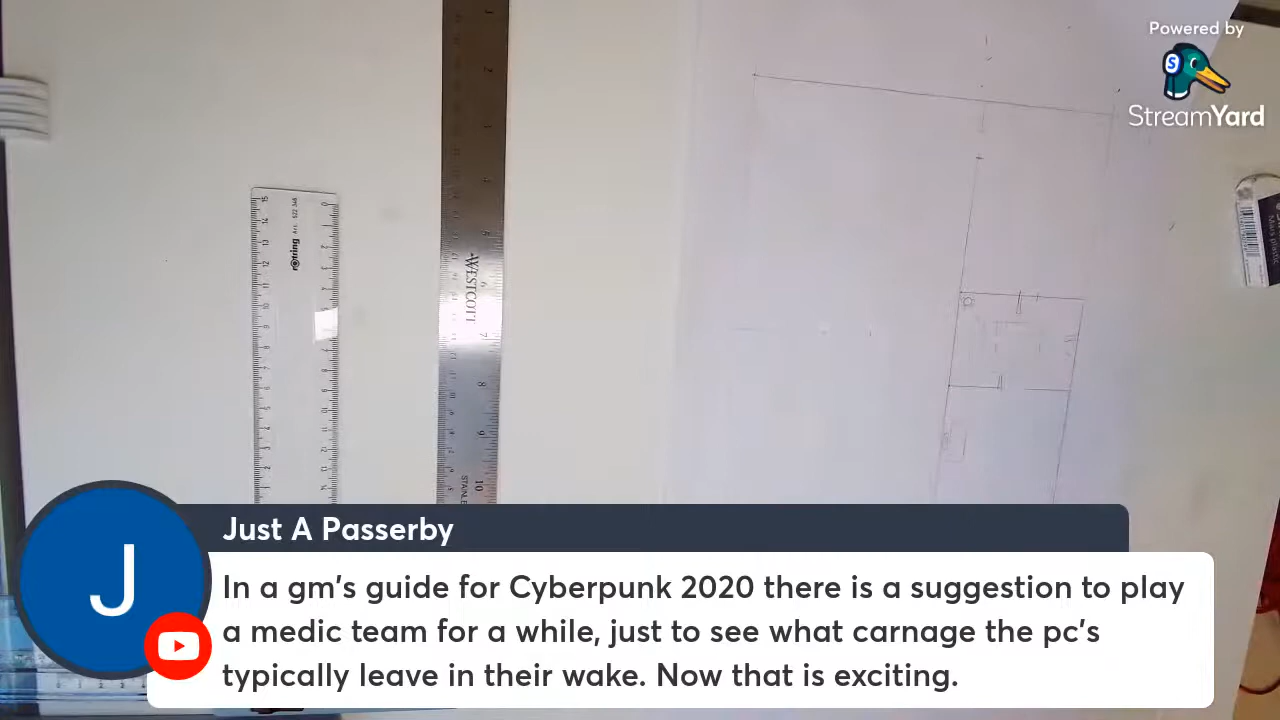 Powered by
S
StreamYard
rotring
WESTCOTT
Just A Passerby
J
In a gm's guide for Cyberpunk 2020 there is a suggestion to play
a medic team for a while, just to see what carnage the pc's
typically leave in their wake. Now that is exciting.